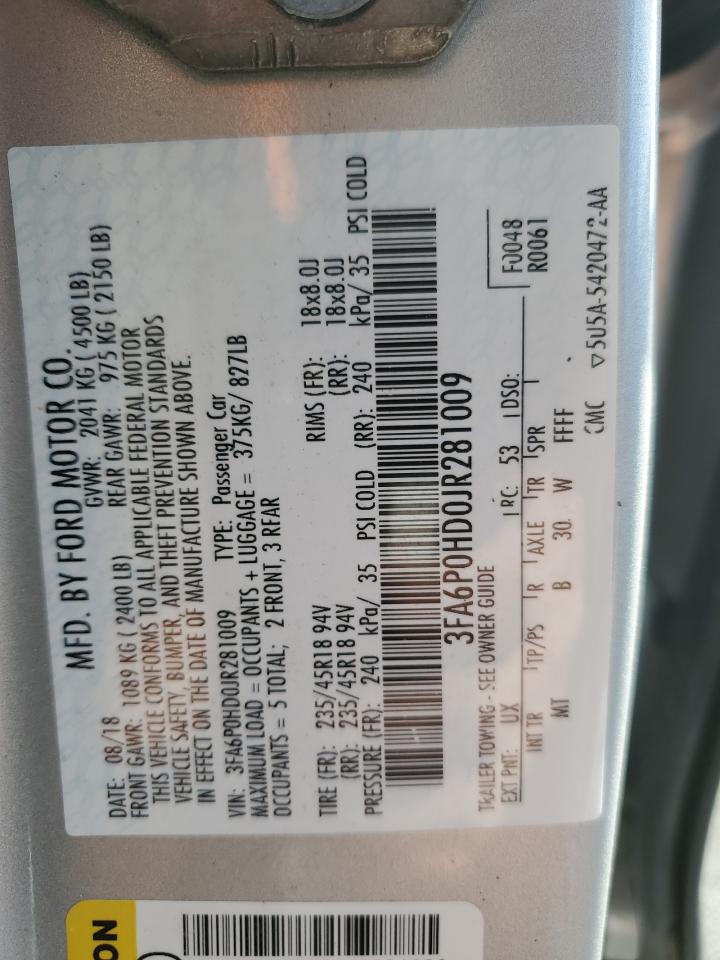 MFD. BY FORD MOTOR CO.
DATE: 08/18 GVWR: 2041 KG ( 4500 LB)
FRONT GAWR: 1089 KG ( 2400 LB) REAR GAWR: 975 KG ( 2150 LB)
THIS VEHICLE CONFORMS TO ALL APPLICABLE FEDERAL MOTOR
VEHICLE SAFETY, BUMPER, AND THEFT PREVENTION STANDARDS
IN EFFECT ON THE DATE OF MANUFACTURE SHOWN ABOVE.
VIN: 3FA6P0HD0JR281009 TYPE: Passenger Car
MAXIMUM LOAD = OCCUPANTS + LUGGAGE = 375KG/ 827LB
OCCUPANTS = 5 TOTAL; 2 FRONT, 3 REAR
TIRE (FR): 235/45R18 94V RIMS (FR): 18x8.0J
(RR): 235/45R18 94V (RR): 18x8.0J
PRESSURE (FR): 240 kPa/ 35 PSI COLD (RR): 240 kPa/ 35 PSI COLD
3FA6P0HD0JR281009
TRAILER TOWING - SEE OWNER GUIDE
F0048
EXT PNT: UX RC: 53 DSO: R0061
INT TR TP/PS R AXLE TR SPR
MT B 30 W FFFF
CMC ▽5U5A-5420472-AA
ON